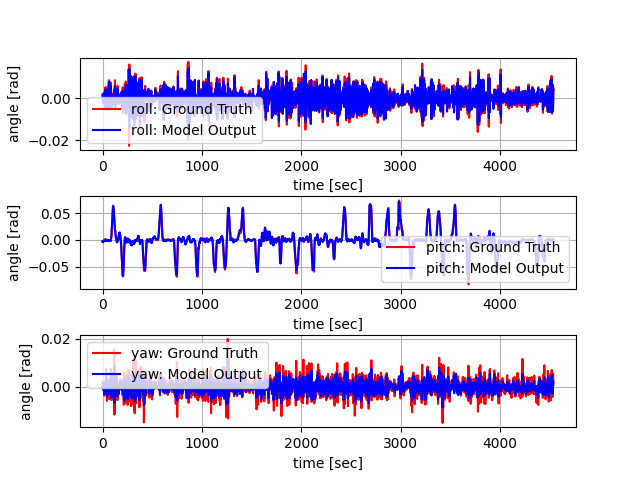 angle [rad]
0.00
−0.02
roll: Ground Truth
roll: Model Output
0 1000 2000 3000 4000
time [sec]
angle [rad]
0.05
0.00
−0.05
pitch: Ground Truth
pitch: Model Output
0 1000 2000 3000 4000
time [sec]
angle [rad]
0.02
0.00
yaw: Ground Truth
yaw: Model Output
0 1000 2000 3000 4000
time [sec]